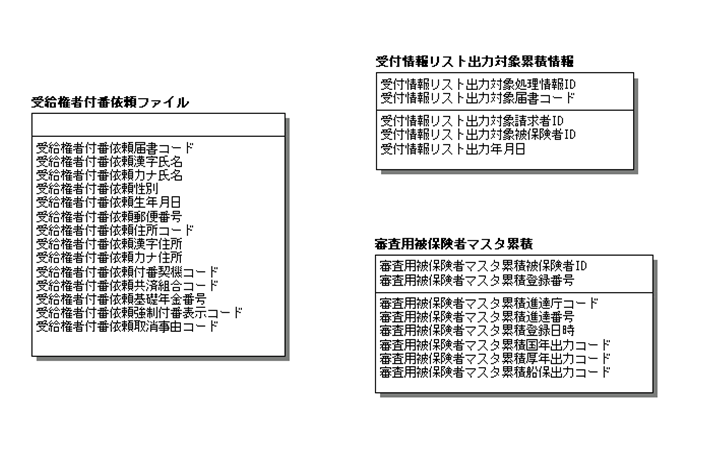 受給権者付番依頼ファイル
受給権者付番依頼届書コード
受給権者付番依頼漢字氏名
受給権者付番依頼カナ氏名
受給権者付番依頼性別
受給権者付番依頼生年月日
受給権者付番依頼郵便番号
受給権者付番依頼住所コード
受給権者付番依頼漢字住所
受給権者付番依頼カナ住所
受給権者付番依頼付番契機コード
受給権者付番依頼共済組合コード
受給権者付番依頼基礎年金番号
受給権者付番依頼強制付番表示コード
受給権者付番依頼取消事由コード
受付情報リスト出力対象累積情報
受付情報リスト出力対象処理情報ID
受付情報リスト出力対象届書コード
受付情報リスト出力対象請求者ID
受付情報リスト出力対象被保険者ID
受付情報リスト出力年月日
審査用被保険者マスタ累積
審査用被保険者マスタ累積被保険者ID
審査用被保険者マスタ累積登録番号
審査用被保険者マスタ累積進達庁コード
審査用被保険者マスタ累積進達番号
審査用被保険者マスタ累積登録日時
審査用被保険者マスタ累積国年出力コード
審査用被保険者マスタ累積厚年出力コード
審査用被保険者マスタ累積船保出力コード